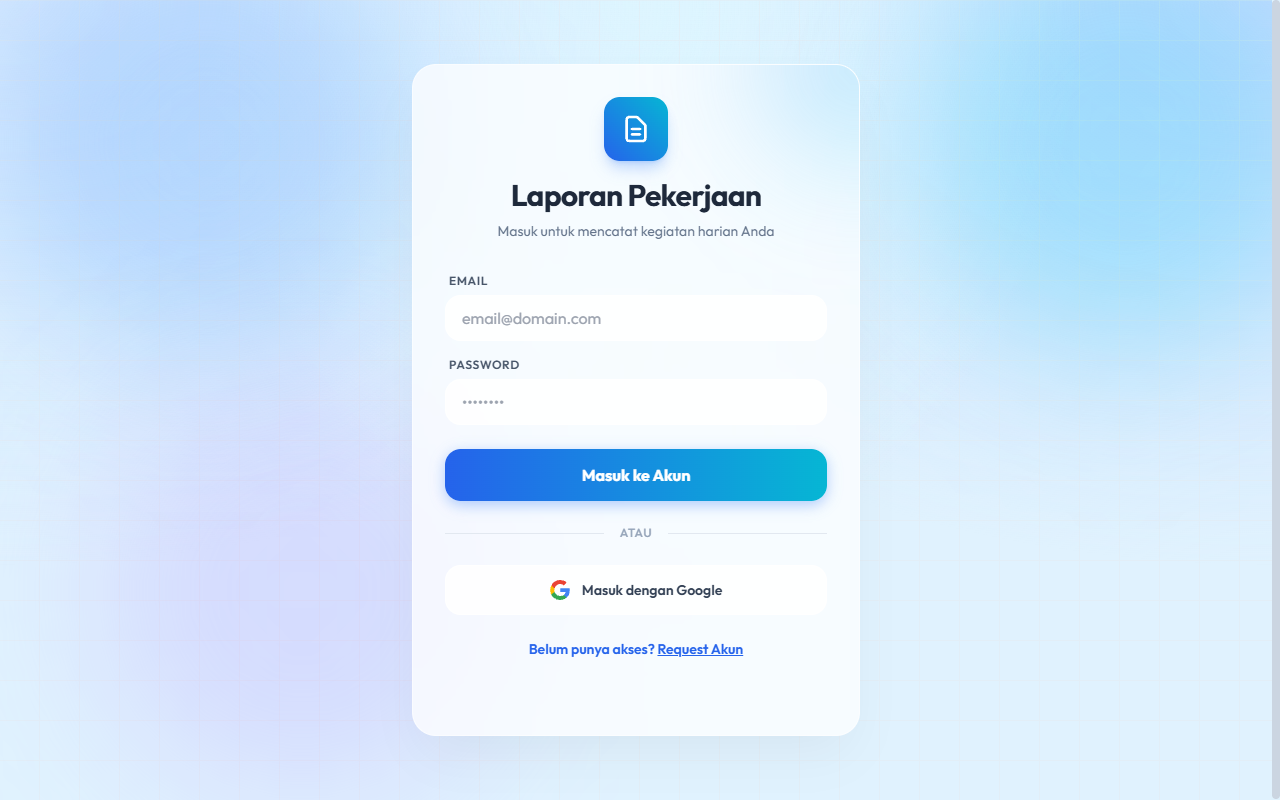 Laporan Pekerjaan
Masuk untuk mencatat kegiatan harian Anda
EMAIL
email@domain.com
PASSWORD
••••••••
Masuk ke Akun
ATAU
Masuk dengan Google
Belum punya akses? Request Akun